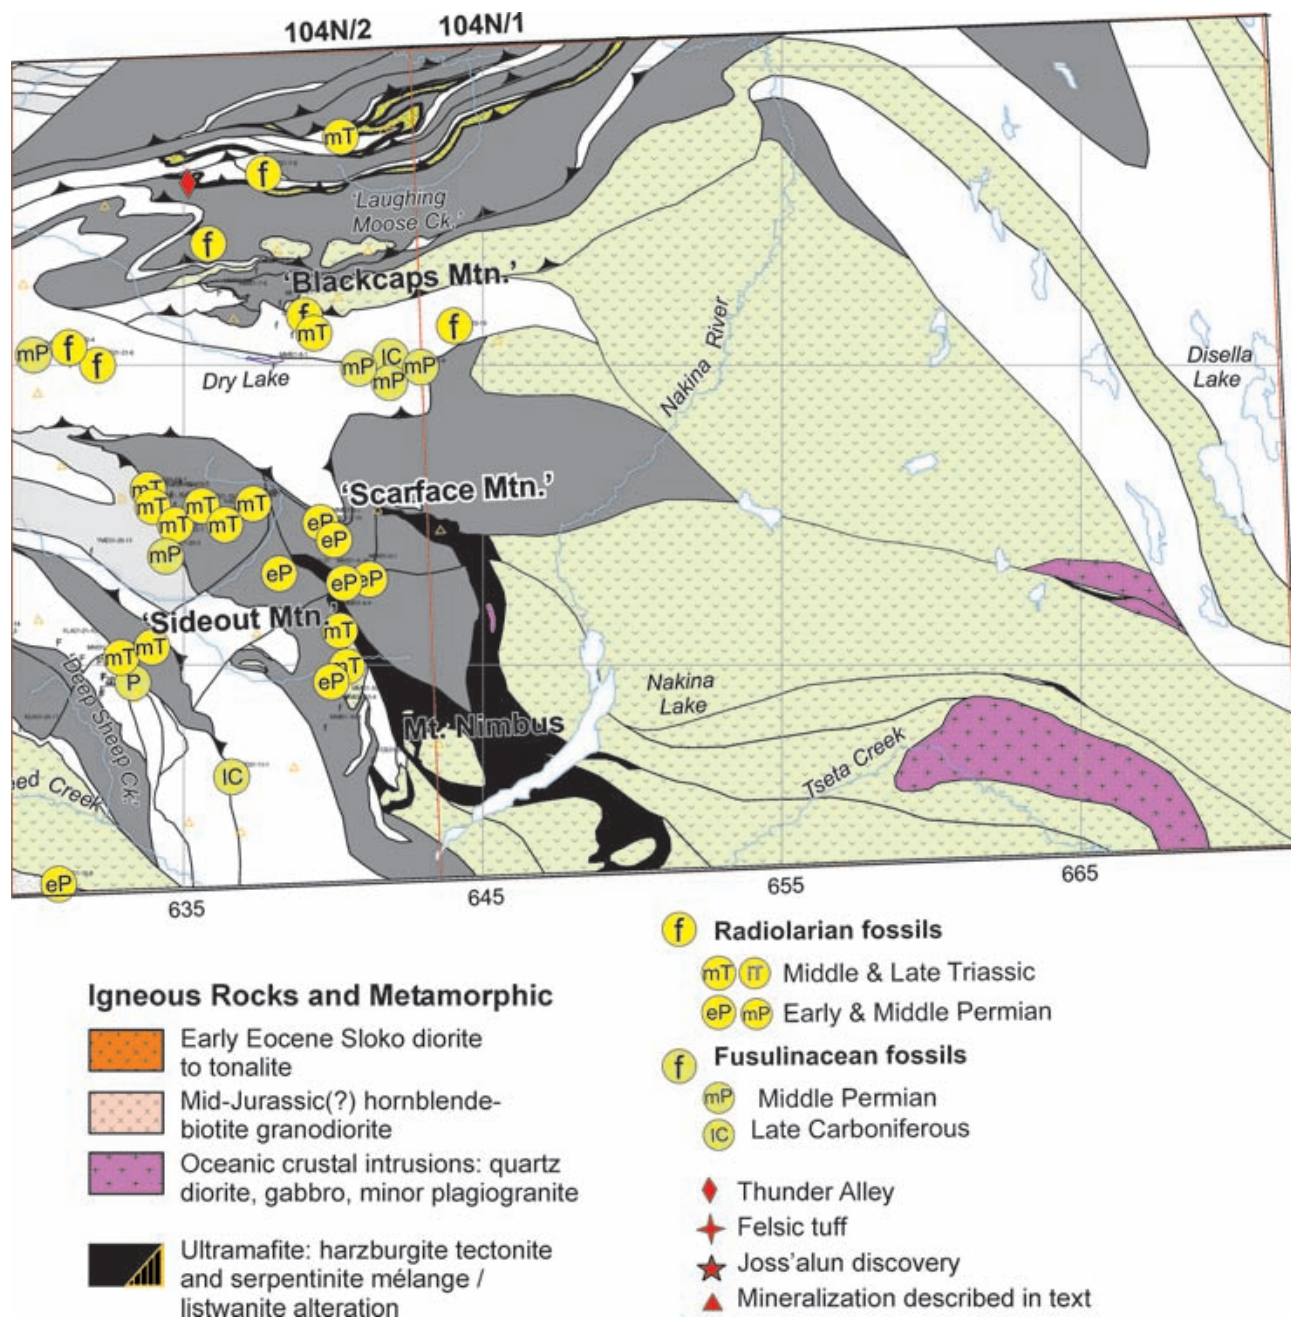 104N/2
104N/1
mT
f
'Laughing
Moose Ck.'
f
'Blackcaps Mtn.'
f
mT
f
mP
f
f
mP
lC
mP
mP
Dry Lake
Nakina River
Disella
Lake
'Scarface Mtn.'
mT
mT
mT
mT
mT
mT
mP
eP
eP
eP
eP
eP
'Sideout Mtn.'
mT
mT
mT
P
mT
eP
'Deep Sheep Ck.'
lC
Mt. Nimbus
Nakina
Lake
Tseta Creek
eed Creek
eP
635
645
655
665
f Radiolarian fossils
mT lT Middle & Late Triassic
eP mP Early & Middle Permian
f Fusulinacean fossils
mP Middle Permian
lC Late Carboniferous
Thunder Alley
Felsic tuff
Joss'alun discovery
Mineralization described in text
Igneous Rocks and Metamorphic
Early Eocene Sloko diorite
to tonalite
Mid-Jurassic(?) hornblende-
biotite granodiorite
Oceanic crustal intrusions: quartz
diorite, gabbro, minor plagiogranite
Ultramafite: harzburgite tectonite
and serpentinite mélange /
listwanite alteration